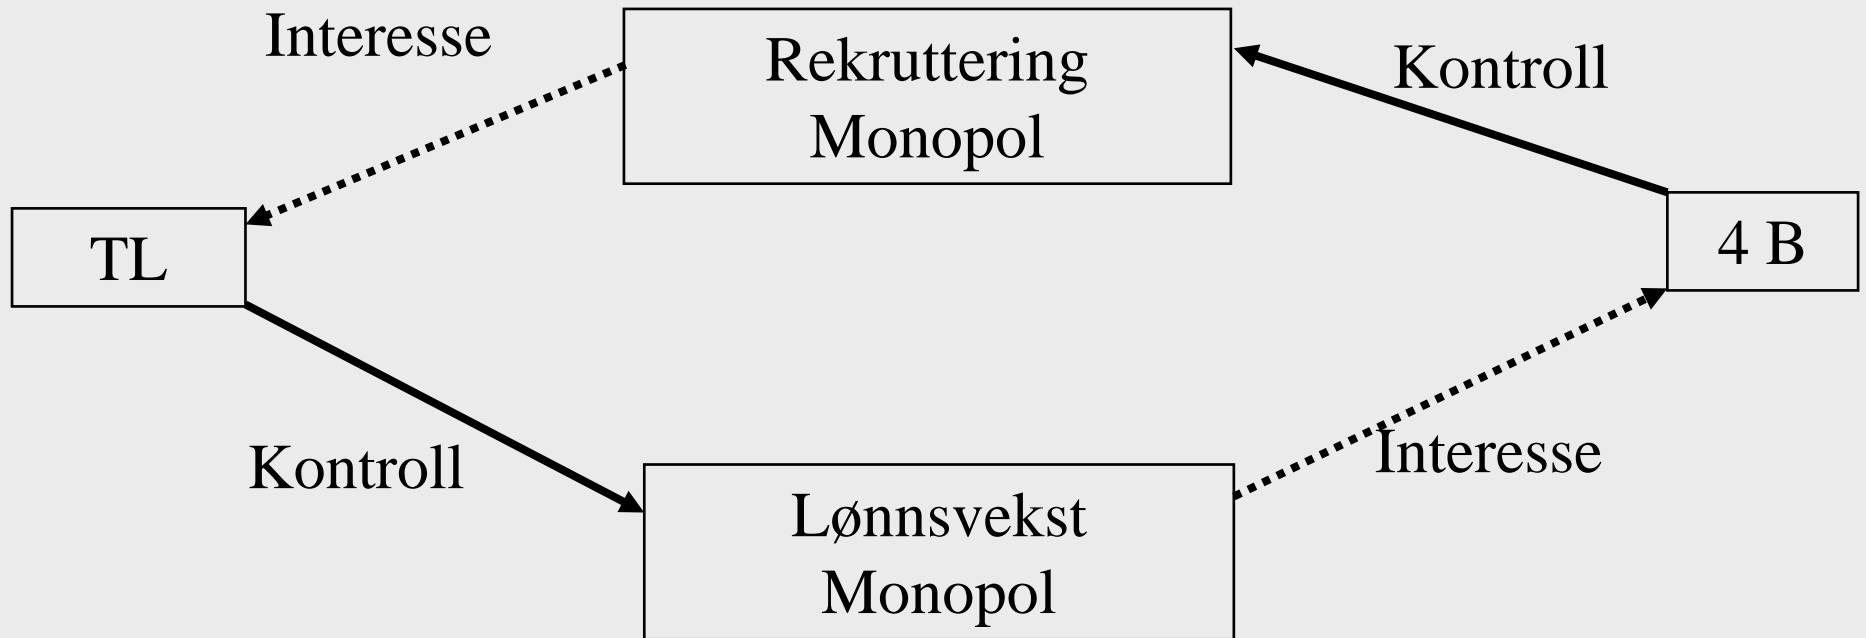 Interesse
Rekruttering
Monopol
Kontroll
TL
4 B
Kontroll
Interesse
Lønnsvekst
Monopol